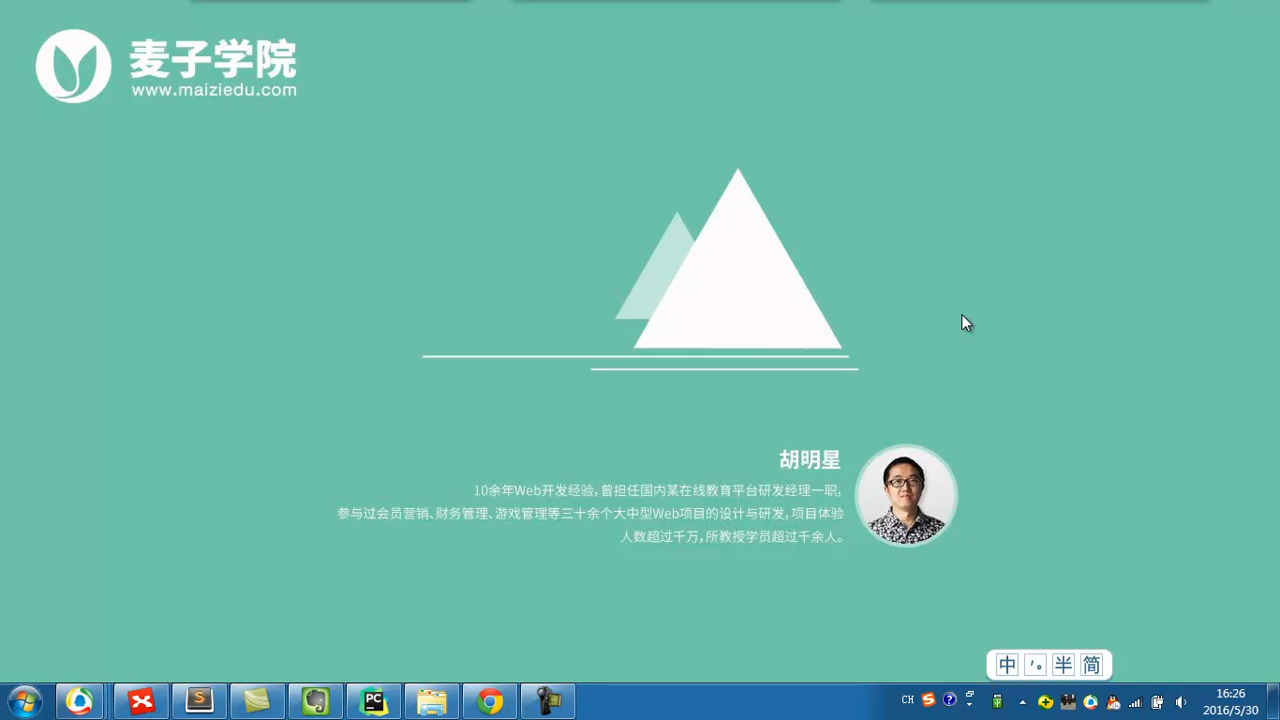 麦子学院
www.maiziedu.com
胡明星
10余年Web开发经验,曾担任国内某在线教育平台研发经理一职,
参与过会员营销、财务管理、游戏管理等三十余个大中型Web项目的设计与研发,项目体验
人数超过千万,所教授学员超过千余人。
中 ’。 半 简
S
PC
CH S ?
16:26
2016/5/30